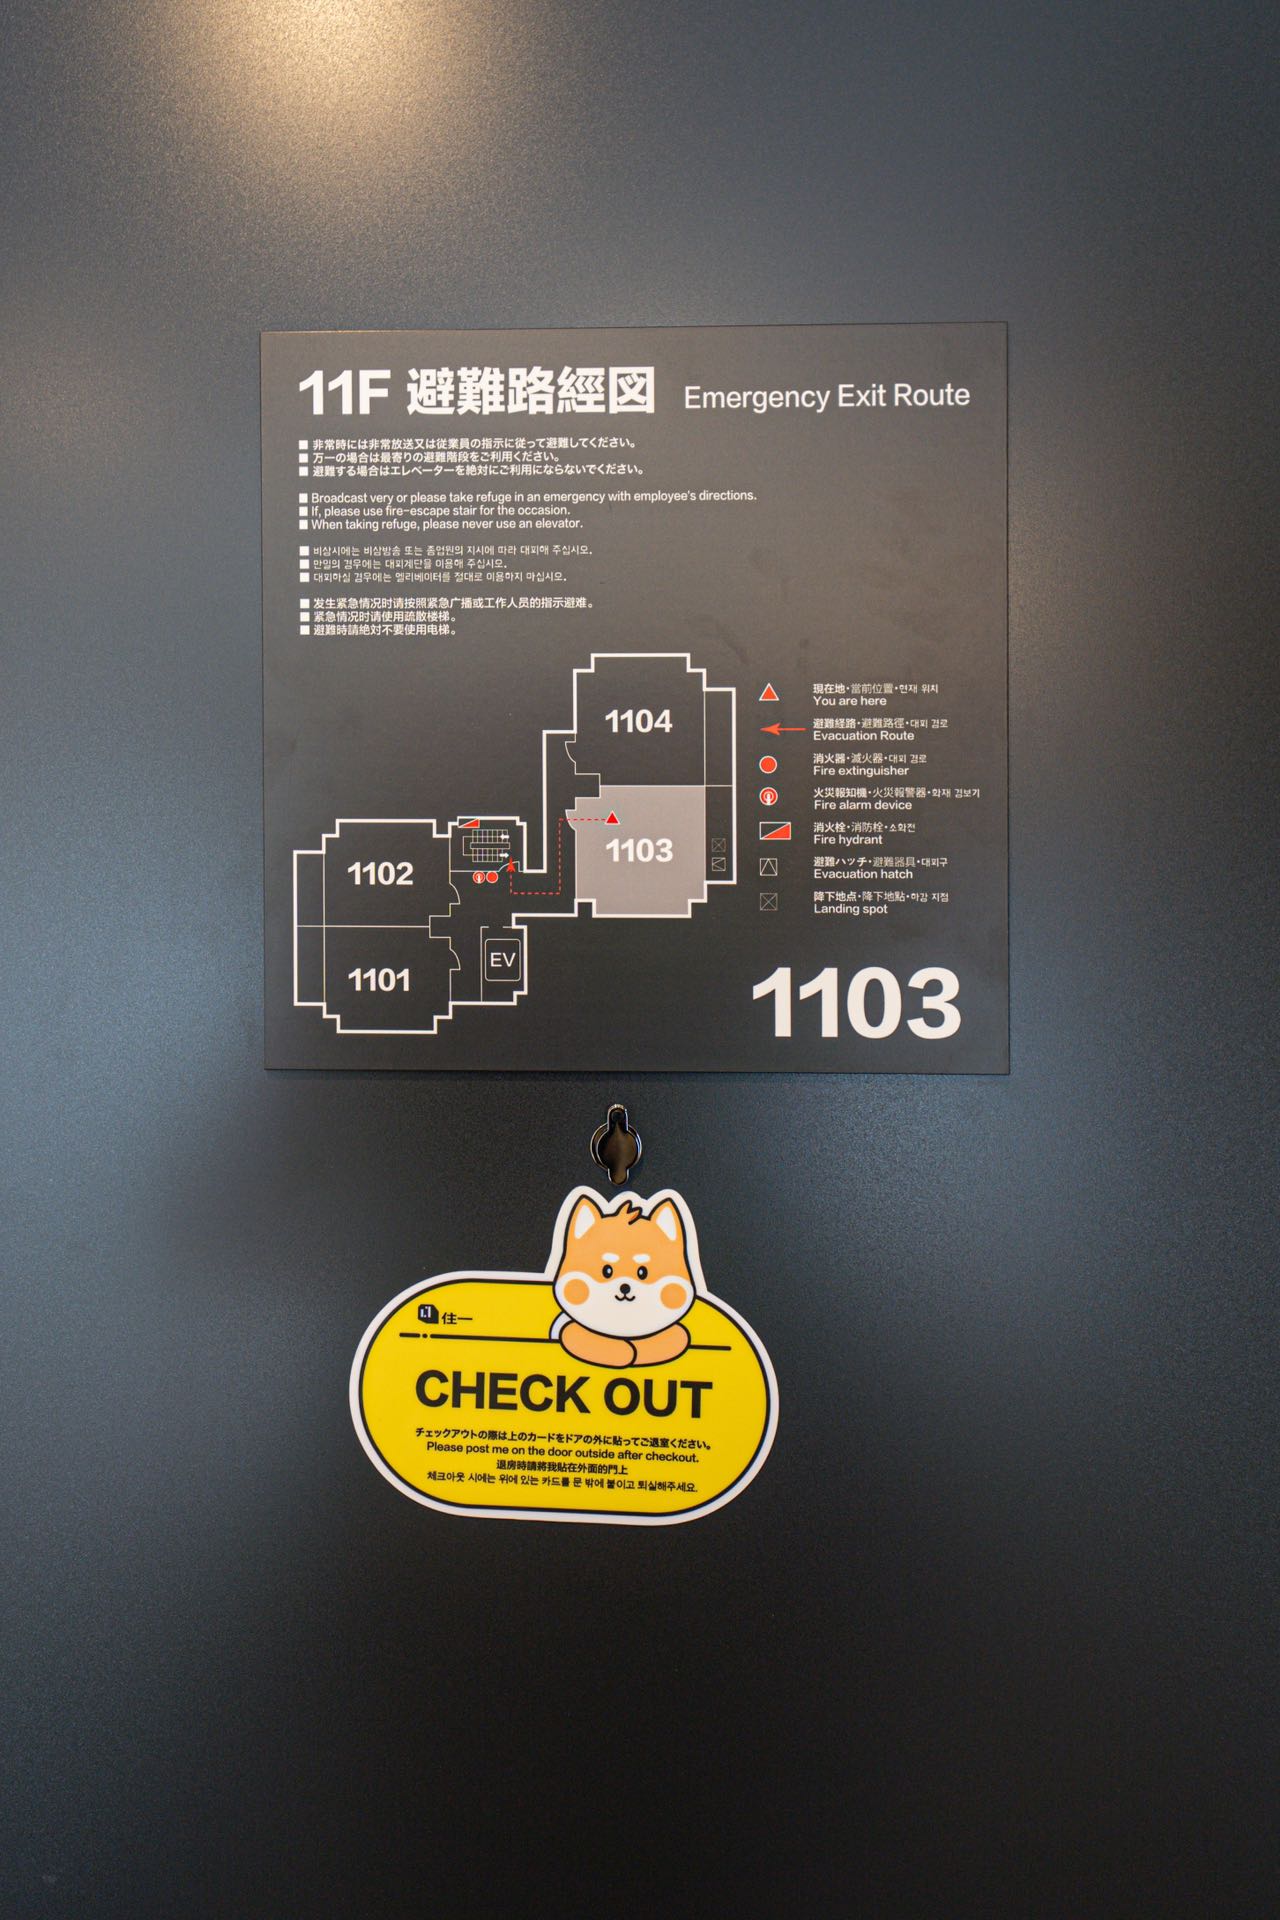 11F 避難路經図 Emergency Exit Route
■ 非常時には非常放送又は従業員の指示に従って避難してください。
■ 万一の場合は最寄りの避難階段をご利用ください。
■ 避難する場合はエレベーターを絶対にご利用にならないでください。
■ Broadcast very or please take refuge in an emergency with employee's directions.
■ If, please use fire-escape stair for the occasion.
■ When taking refuge, please never use an elevator.
■ 비상시에는 비상방송 또는 종업원의 지시에 따라 대피해 주십시오.
■ 만일의 경우에는 대피계단을 이용해 주십시오.
■ 대피하실 경우에는 엘리베이터를 절대로 이용하지 마십시오.
■ 发生紧急情况时请按照紧急广播或工作人员的指示避难。
■ 紧急情况时请使用疏散楼梯。
■ 避難時請絶対不要使用电梯。
1104
1103
1102
1101
EV
現在地・當前位置・현재 위치
You are here
避難経路・避難路徑・대피 경로
Evacuation Route
消火器・滅火器・대피 경로
Fire extinguisher
火災報知機・火災報警器・화재 경보기
Fire alarm device
消火栓・消防栓・소화전
Fire hydrant
避難ハッチ・避難器具・대피구
Evacuation hatch
降下地点・降下地點・하강 지점
Landing spot
1103
住一
CHECK OUT
チェックアウトの際は上のカードをドアの外に貼ってご退室ください。
Please post me on the door outside after checkout.
退房時請將我貼在外面的門上
체크아웃 시에는 위에 있는 카드를 문 밖에 붙이고 퇴실해주세요.